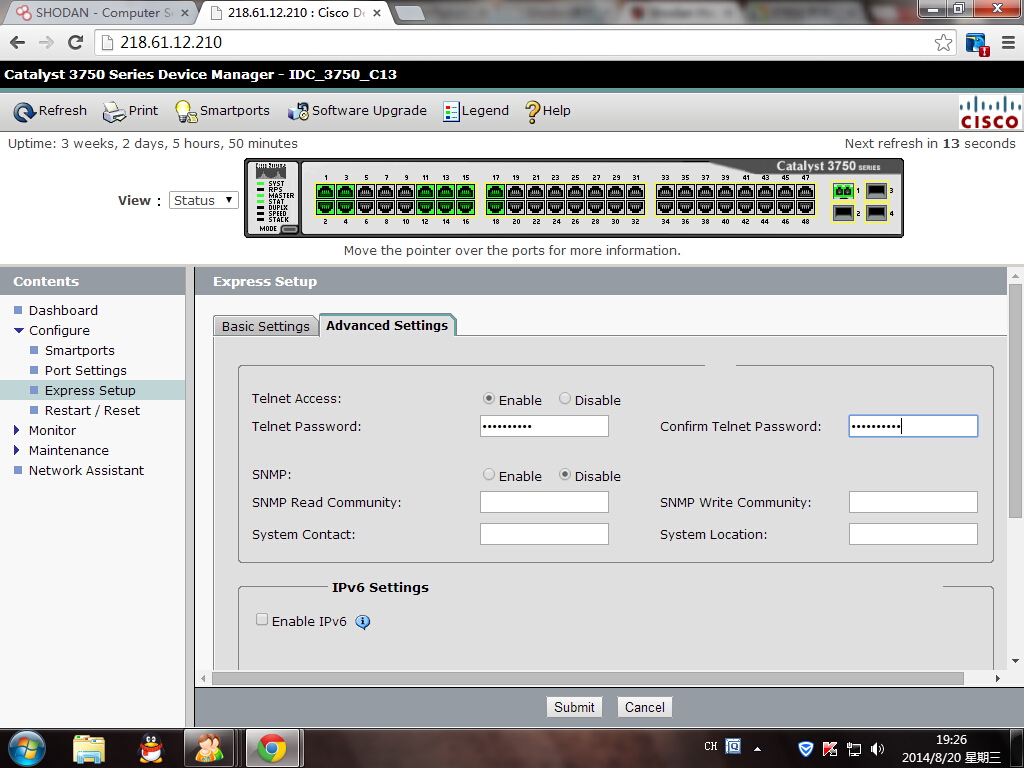 SHODAN - Computer S
218.61.12.210 : Cisco De
218.61.12.210
Catalyst 3750 Series Device Manager - IDC_3750_C13
Refresh Print Smartports Software Upgrade Legend Help
CISCO
Uptime: 3 weeks, 2 days, 5 hours, 50 minutes Next refresh in 13 seconds
Catalyst 3750 SERIES
1 3 5 7 9 11 13 15 17 19 21 23 25 27 29 31 33 35 37 39 41 43 45 47
SYST
RPS
MASTER
STAT
DUPLX
SPEED
STACK
MODE
1 3
2 4
View : Status
2 4 6 8 10 12 14 16 18 20 22 24 26 28 30 32 34 36 38 40 42 44 46 48
Move the pointer over the ports for more information.
Contents
Dashboard
Configure
Smartports
Port Settings
Express Setup
Restart / Reset
Monitor
Maintenance
Network Assistant
Express Setup
Basic Settings Advanced Settings
Telnet Access: Enable Disable
Telnet Password: •••••••••• Confirm Telnet Password: ••••••••••
SNMP: Enable Disable
SNMP Read Community: SNMP Write Community:
System Contact: System Location:
IPv6 Settings
Enable IPv6
Submit Cancel
CH
19:26
2014/8/20 星期三